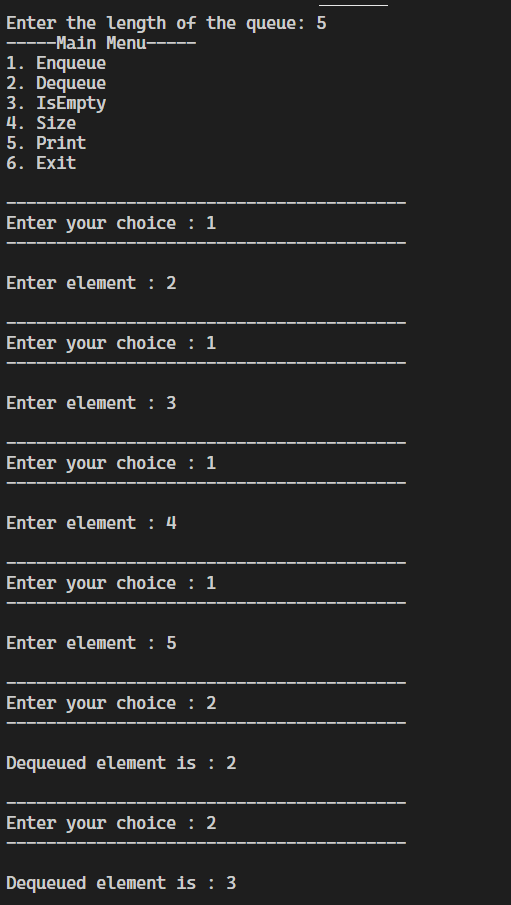 Enter the length of the queue: 5
-----Main Menu-----
1. Enqueue
2. Dequeue
3. IsEmpty
4. Size
5. Print
6. Exit
----------------------------------------
Enter your choice : 1
----------------------------------------
Enter element : 2
----------------------------------------
Enter your choice : 1
----------------------------------------
Enter element : 3
----------------------------------------
Enter your choice : 1
----------------------------------------
Enter element : 4
----------------------------------------
Enter your choice : 1
----------------------------------------
Enter element : 5
----------------------------------------
Enter your choice : 2
----------------------------------------
Dequeued element is : 2
----------------------------------------
Enter your choice : 2
----------------------------------------
Dequeued element is : 3